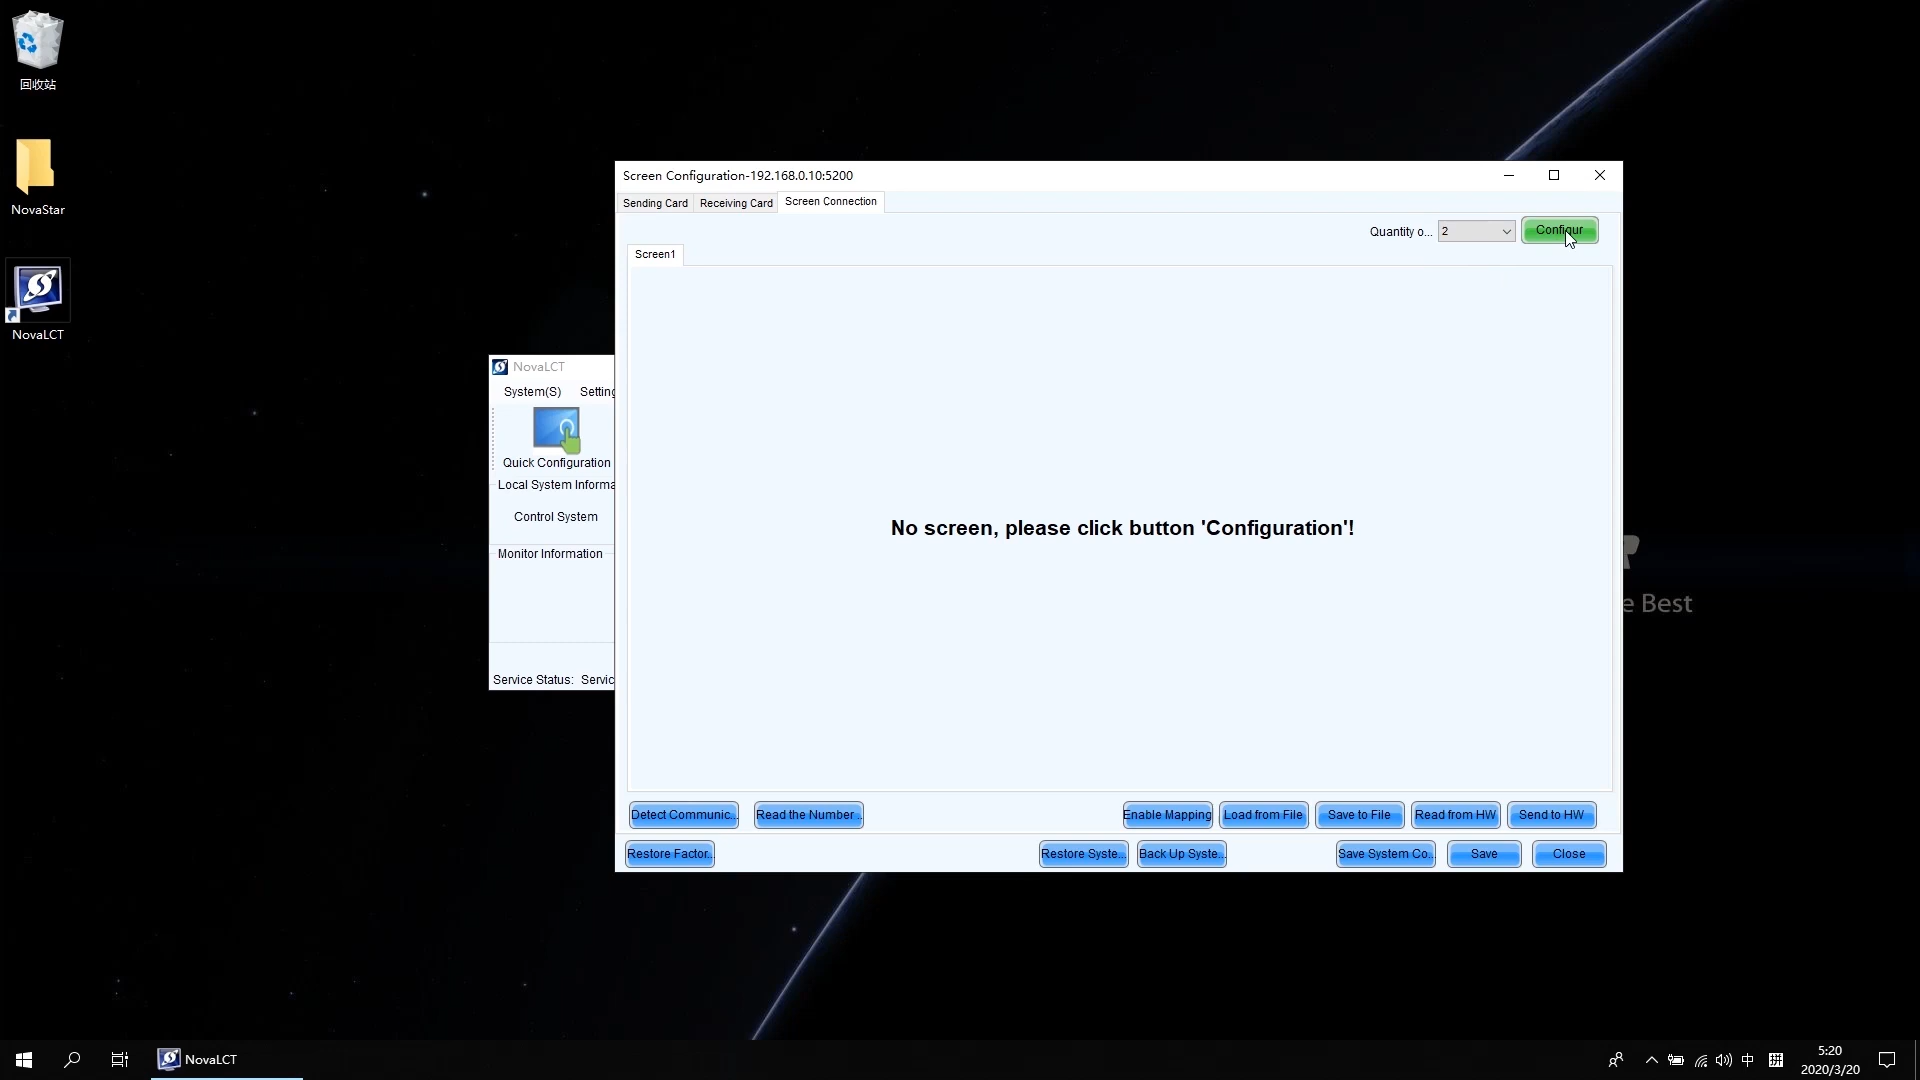 回收站
NovaStar
NovaLCT
Screen Configuration-192.168.0.10:5200
Sending Card
Receiving Card
Screen Connection
Quantity o...
2
Configur
Screen1
NovaLCT
System(S)
Setting
Quick Configuration
Local System Informa
Control System
Monitor Information
Service Status: Servic
No screen, please click button 'Configuration'!
e Best
Detect Communic...
Read the Number ...
Enable Mapping
Load from File
Save to File
Read from HW
Send to HW
Restore Factor...
Restore Syste...
Back Up Syste...
Save System Co...
Save
Close
NovaLCT
中
拼
5:20
2020/3/20